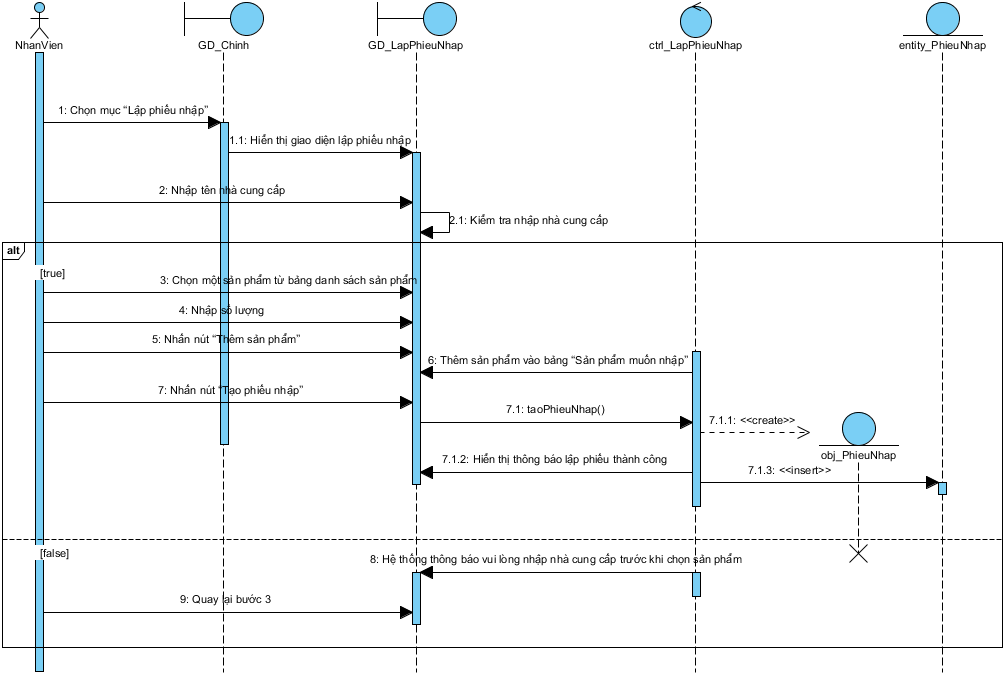 NhanVien
GD_Chinh
GD_LapPhieuNhap
ctrl_LapPhieuNhap
entity_PhieuNhap
1: Chọn mục “Lập phiếu nhập”
1.1: Hiển thị giao diện lập phiếu nhập
2: Nhập tên nhà cung cấp
2.1: Kiểm tra nhập nhà cung cấp
alt
[true]
3: Chọn một sản phẩm từ bảng danh sách sản phẩm
4: Nhập số lượng
5: Nhấn nút “Thêm sản phẩm”
6: Thêm sản phẩm vào bảng “Sản phẩm muốn nhập”
7: Nhấn nút “Tạo phiếu nhập”
7.1: taoPhieuNhap()
7.1.1: <<create>>
obj_PhieuNhap
7.1.2: Hiển thị thông báo lập phiếu thành công
7.1.3: <<insert>>
[false]
8: Hệ thống thông báo vui lòng nhập nhà cung cấp trước khi chọn sản phẩm
9: Quay lại bước 3